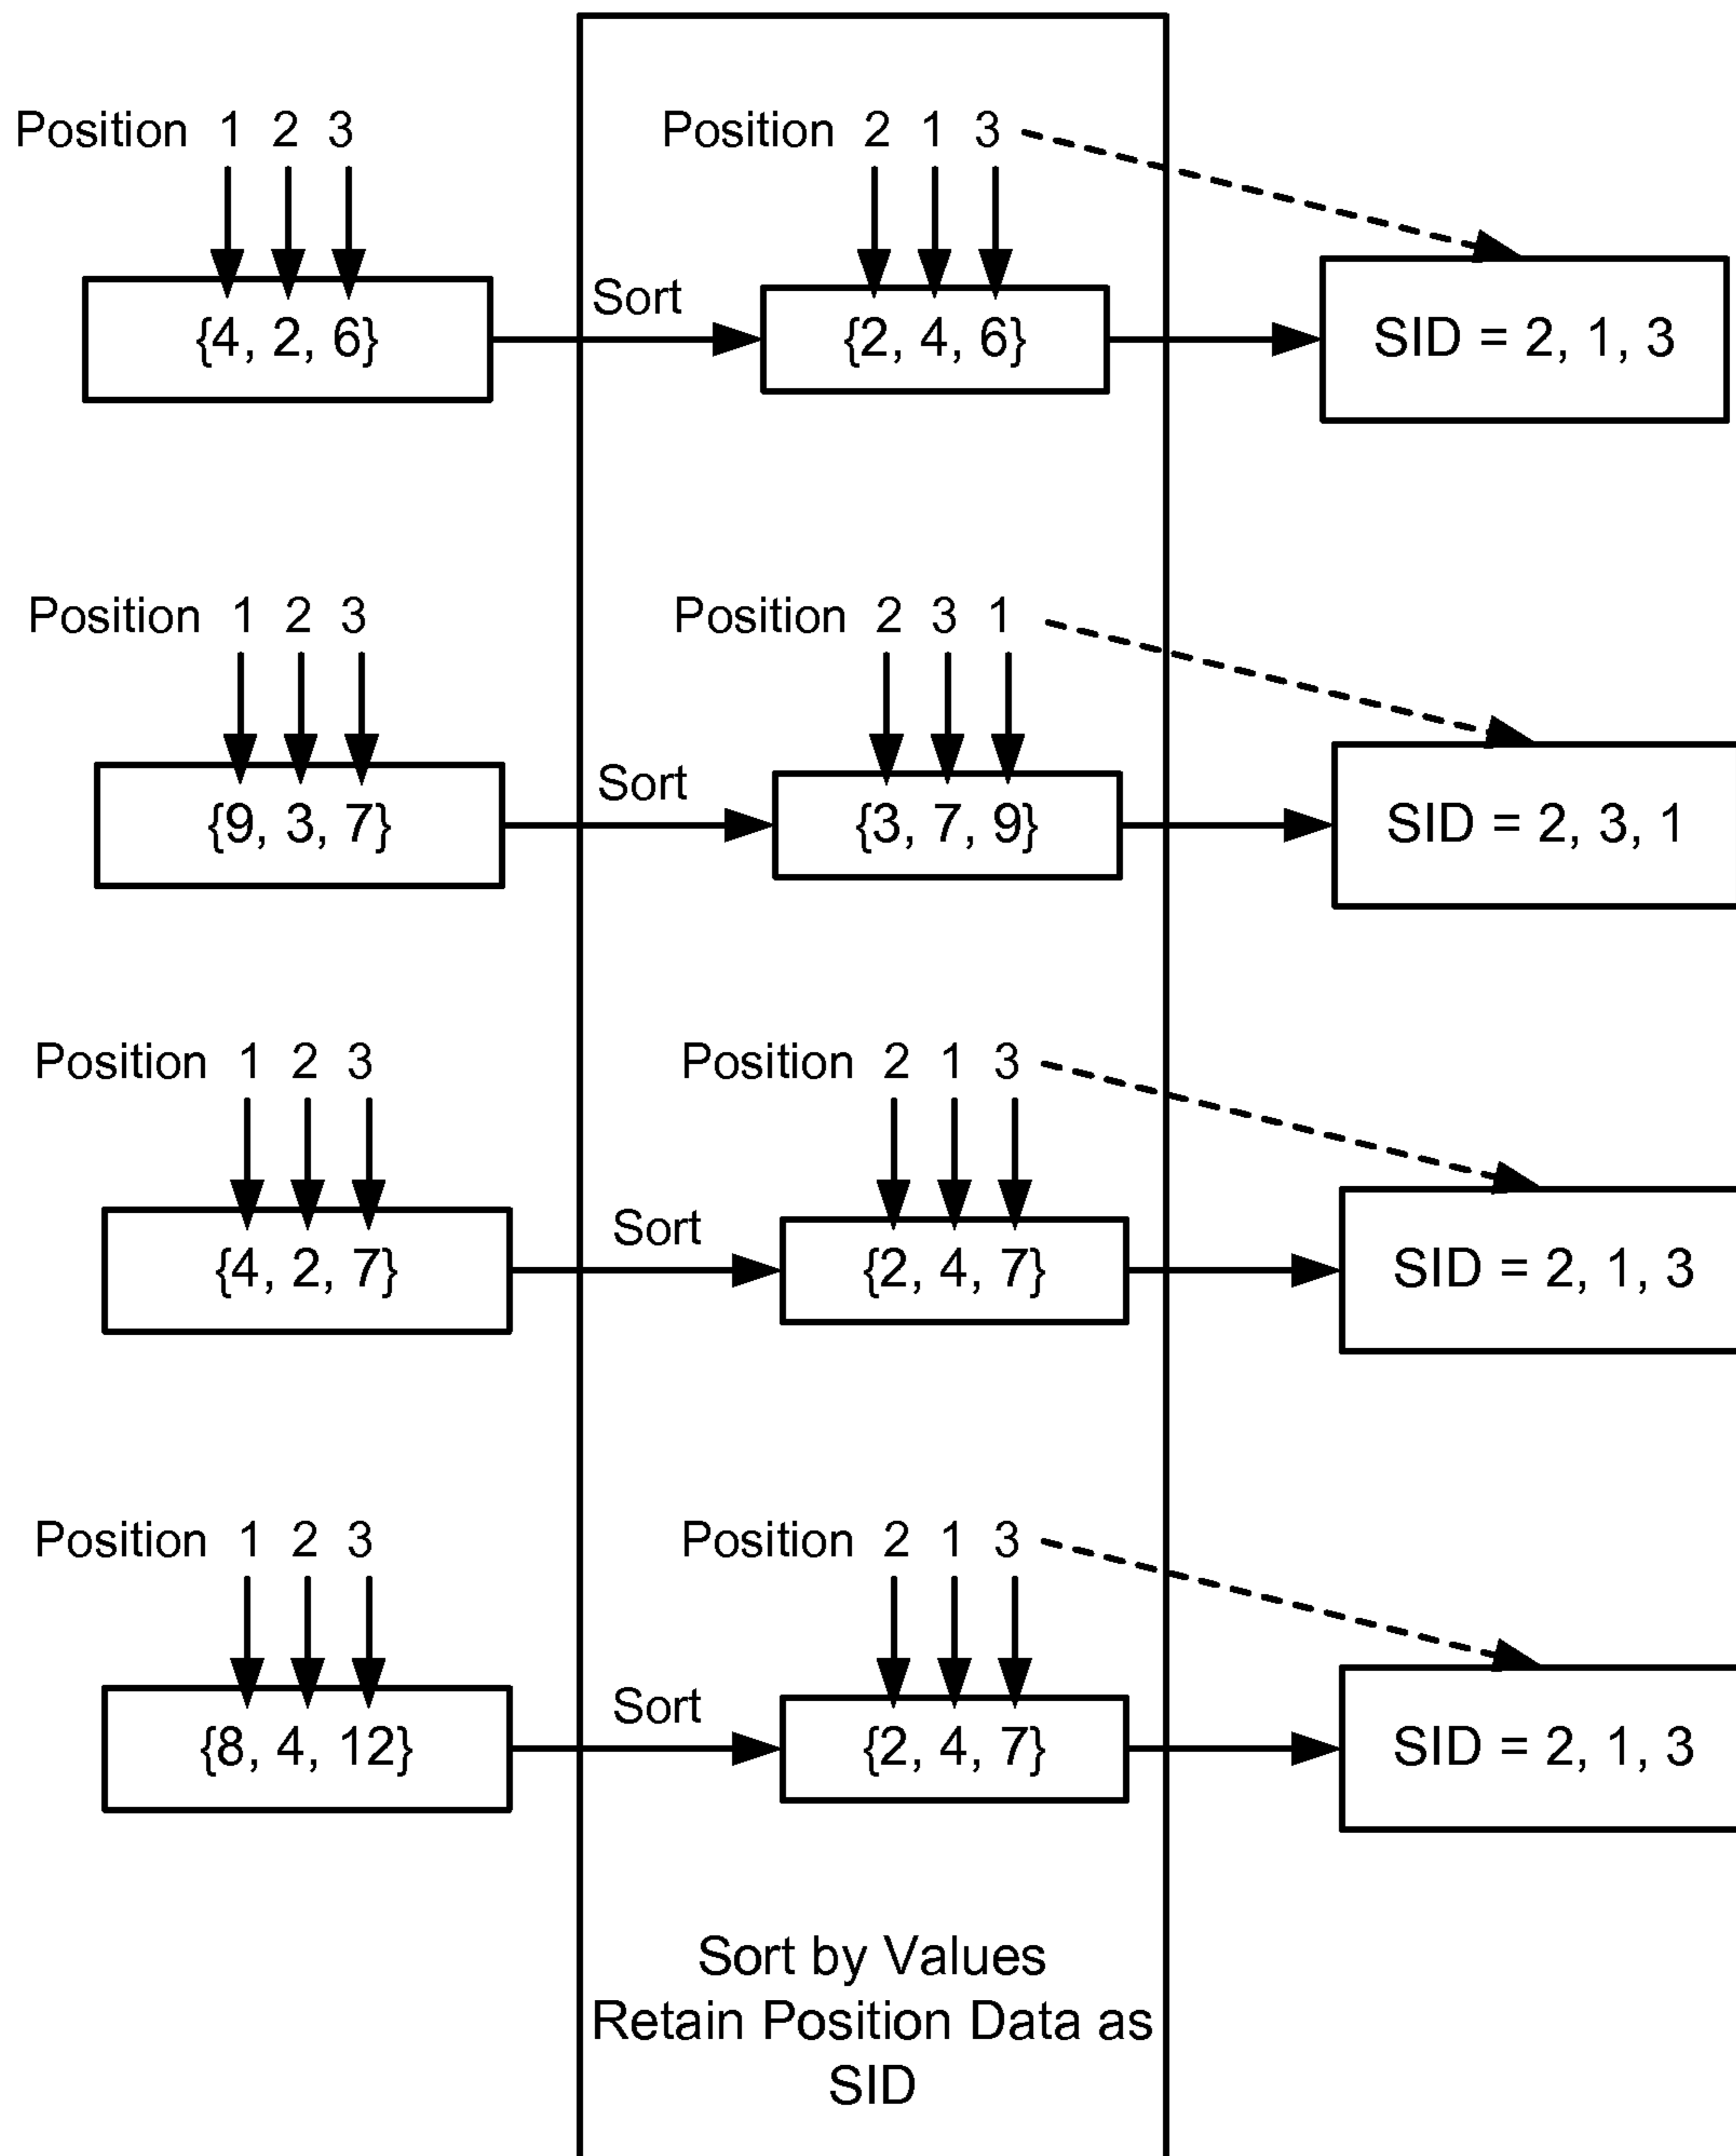 Position 1 2 3
Position 2 1 3
Sort
{4, 2, 6}
{2, 4, 6}
SID = 2, 1, 3
Position 1 2 3
Position 2 3 1
Sort
{9, 3, 7}
{3, 7, 9}
SID = 2, 3, 1
Position 1 2 3
Position 2 1 3
Sort
{4, 2, 7}
{2, 4, 7}
SID = 2, 1, 3
Position 1 2 3
Position 2 1 3
Sort
{8, 4, 12}
{2, 4, 7}
SID = 2, 1, 3
Sort by Values
Retain Position Data as
SID